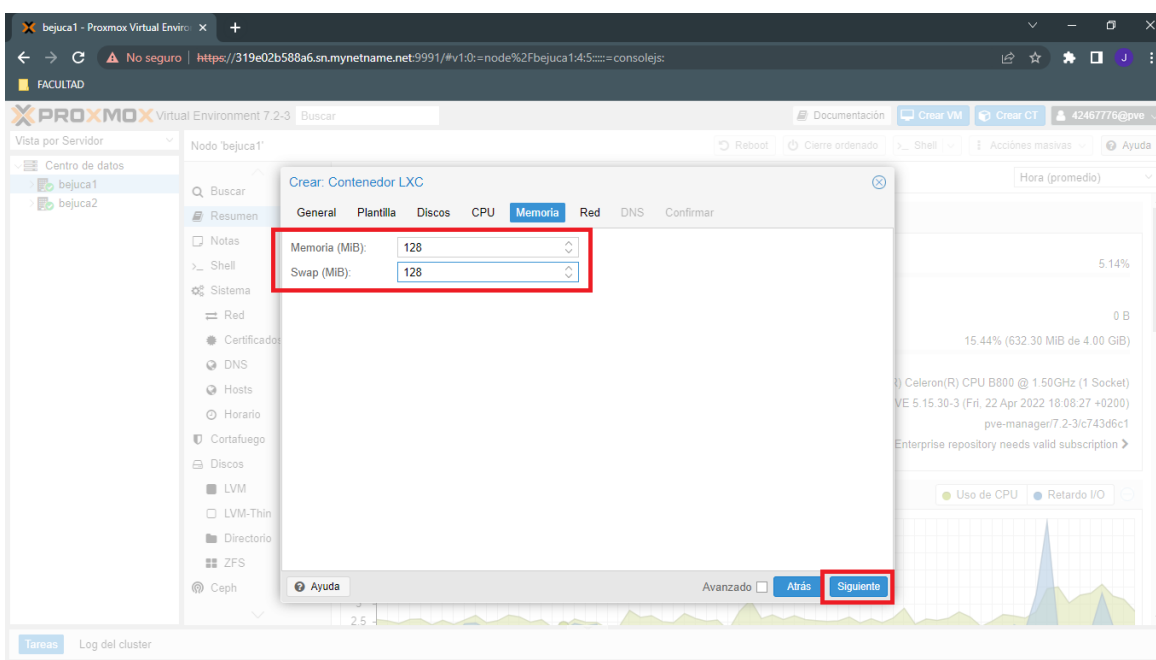 bejuca1 - Proxmox Virtual Enviro
No seguro | https://319e02b588a6.sn.mynetname.net:9991/#v1:0:=node%2Fbejuca1:4:5:::::=consolejs:
J
FACULTAD
PROXMOX Virtual Environment 7.2-3 Buscar Documentación Crear VM Crear CT 42467776@pve
Vista por Servidor Nodo 'bejuca1' Reboot Cierre ordenado Shell Acciónes masivas Ayuda
Centro de datos
bejuca1
bejuca2
Buscar
Resumen
Notas
Shell
Sistema
Red
Certificados
DNS
Hosts
Horario
Cortafuego
Discos
LVM
LVM-Thin
Directorio
ZFS
Ceph
Crear: Contenedor LXC
General Plantilla Discos CPU Memoria Red DNS Confirmar
Memoria (MiB): 128
Swap (MiB): 128
Ayuda Avanzado Atrás Siguiente
Hora (promedio)
5.14%
0 B
15.44% (632.30 MiB de 4.00 GiB)
Celeron(R) CPU B800 @ 1.50GHz (1 Socket)
VE 5.15.30-3 (Fri, 22 Apr 2022 18:08:27 +0200)
pve-manager/7.2-3/c743d6c1
Enterprise repository needs valid subscription
Uso de CPU Retardo I/O
2.5
Tareas Log del cluster